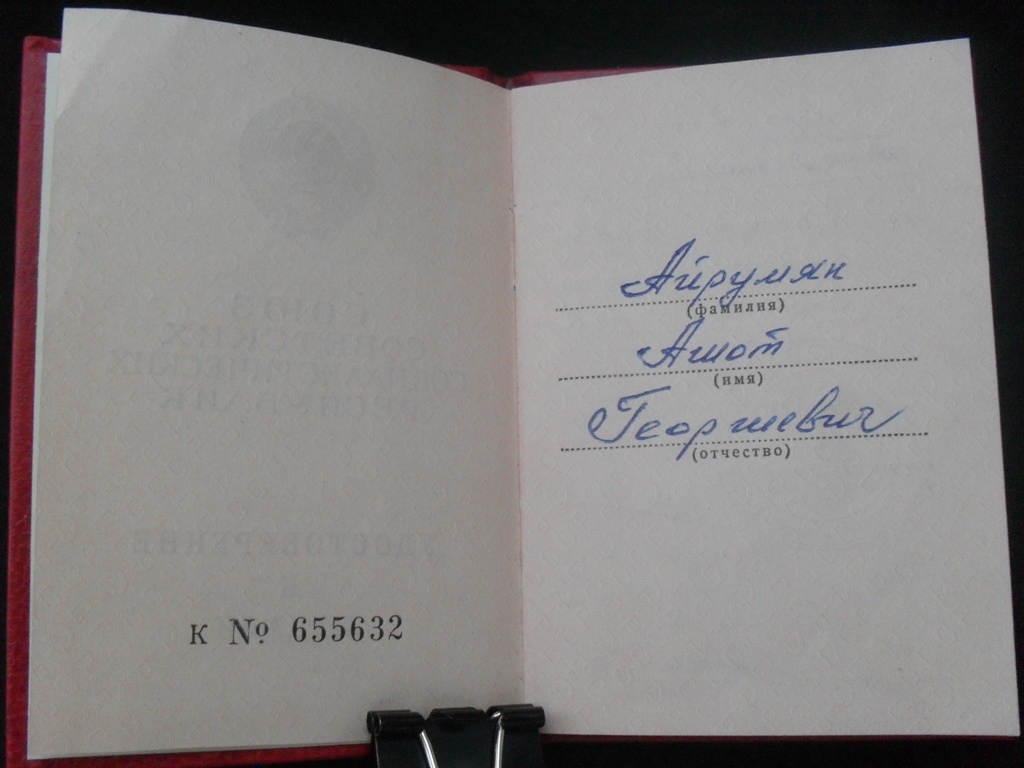 К № 655632
Айрумян
(фамилия)
Ашот
(имя)
Георгиевич
(отчество)